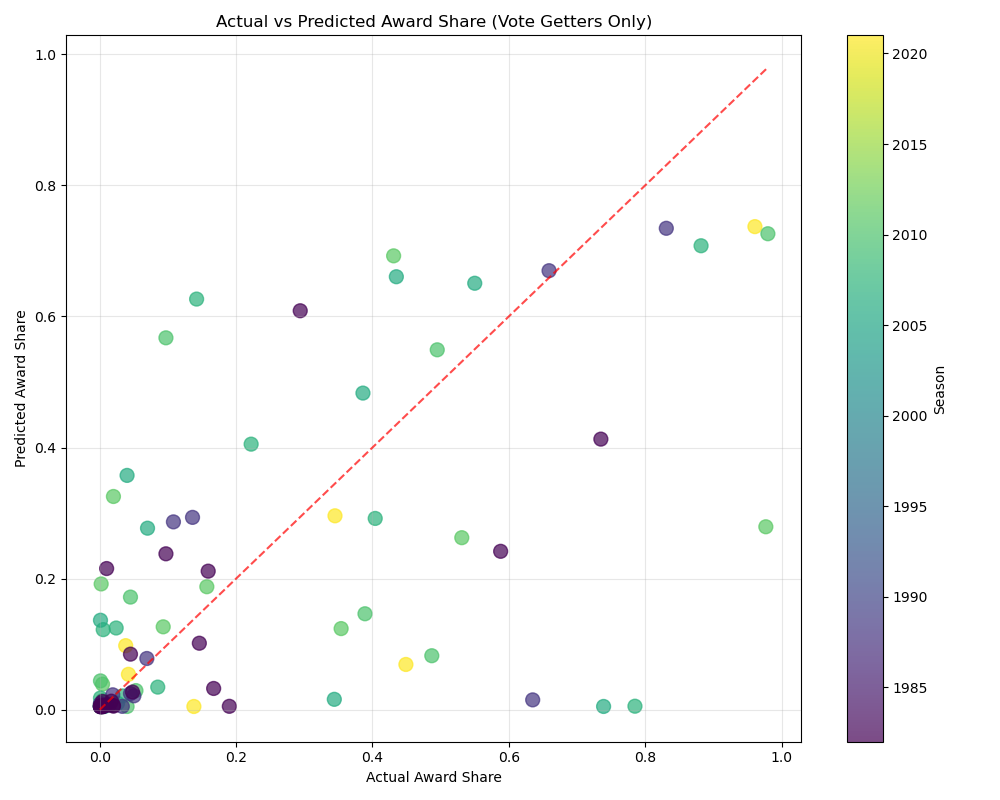 Actual vs Predicted Award Share (Vote Getters Only)
Predicted Award Share
1.0
0.8
0.6
0.4
0.2
0.0
0.0 0.2 0.4 0.6 0.8 1.0
Actual Award Share
2020
2015
2010
2005
2000
1995
1990
1985
Season